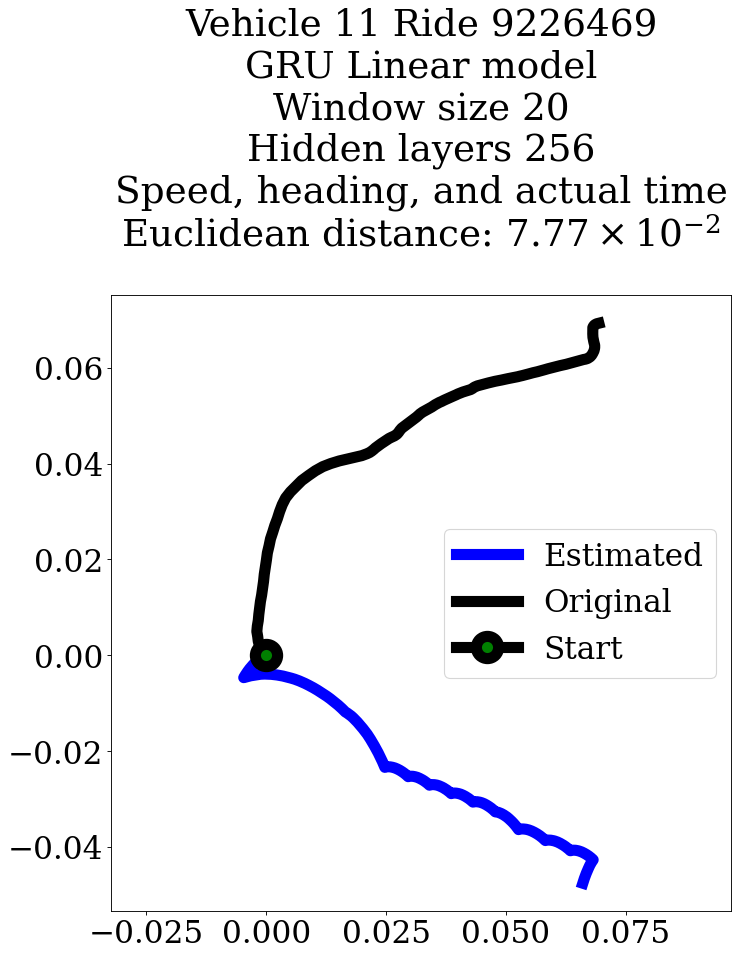 Vehicle 11 Ride 9226469
GRU Linear model
Window size 20
Hidden layers 256
Speed, heading, and actual time
Euclidean distance: 7.77 × 10⁻²
0.06
0.04
0.02
0.00
−0.02
−0.04
Estimated
Original
Start
−0.025 0.000 0.025 0.050 0.075